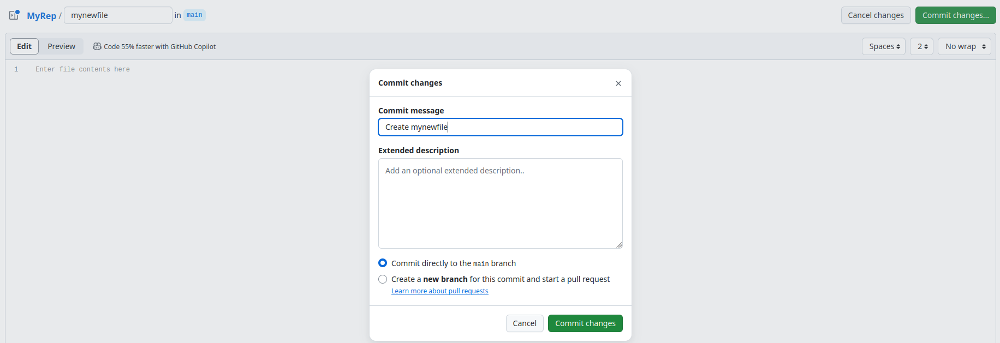 MyRep / mynewfile in main Cancel changes Commit changes...
Edit Preview Code 55% faster with GitHub Copilot Spaces 2 No wrap
1 Enter file contents here
Commit changes
Commit message
Create mynewfile
Extended description
Add an optional extended description..
Commit directly to the main branch
Create a new branch for this commit and start a pull request
Learn more about pull requests
Cancel Commit changes